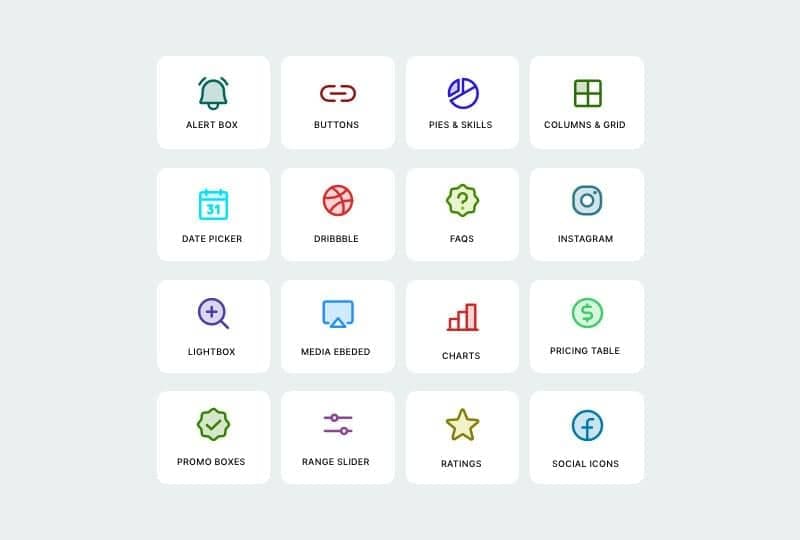 ALERT BOX
BUTTONS
PIES & SKILLS
COLUMNS & GRID
31
DATE PICKER
DRIBBBLE
?
FAQS
INSTAGRAM
LIGHTBOX
MEDIA EBEDED
CHARTS
$
PRICING TABLE
PROMO BOXES
RANGE SLIDER
RATINGS
f
SOCIAL ICONS